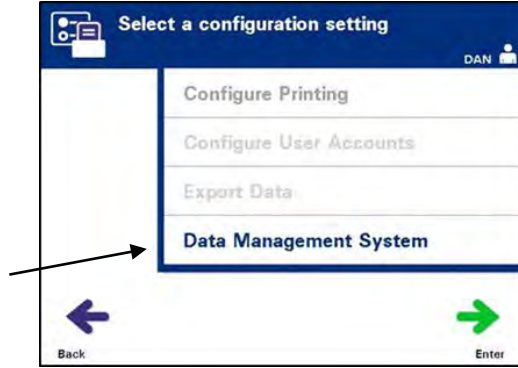 Select a configuration setting
DAN
Configure Printing
Configure User Accounts
Export Data
Data Management System
Back
Enter